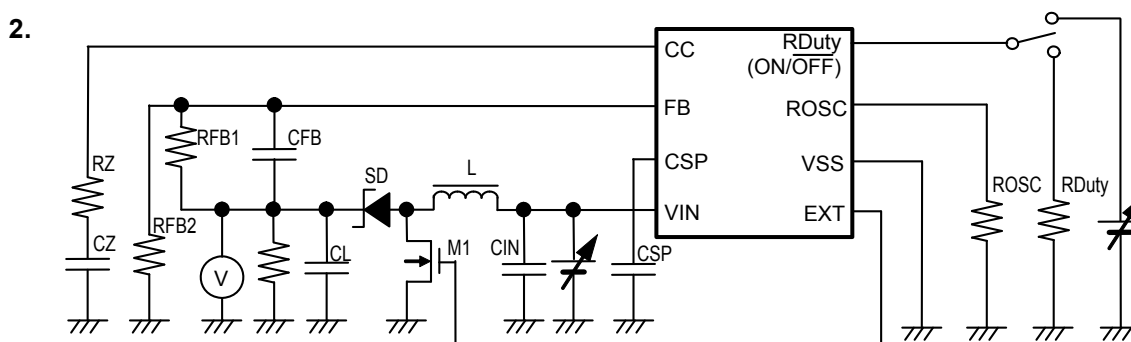 2.
CC
RDuty
(ON/OFF)
FB
ROSC
RFB1
CFB
CSP
VSS
RZ
SD
L
ROSC
RDuty
VIN
EXT
RFB2
CZ
V
CL
M1
CIN
CSP